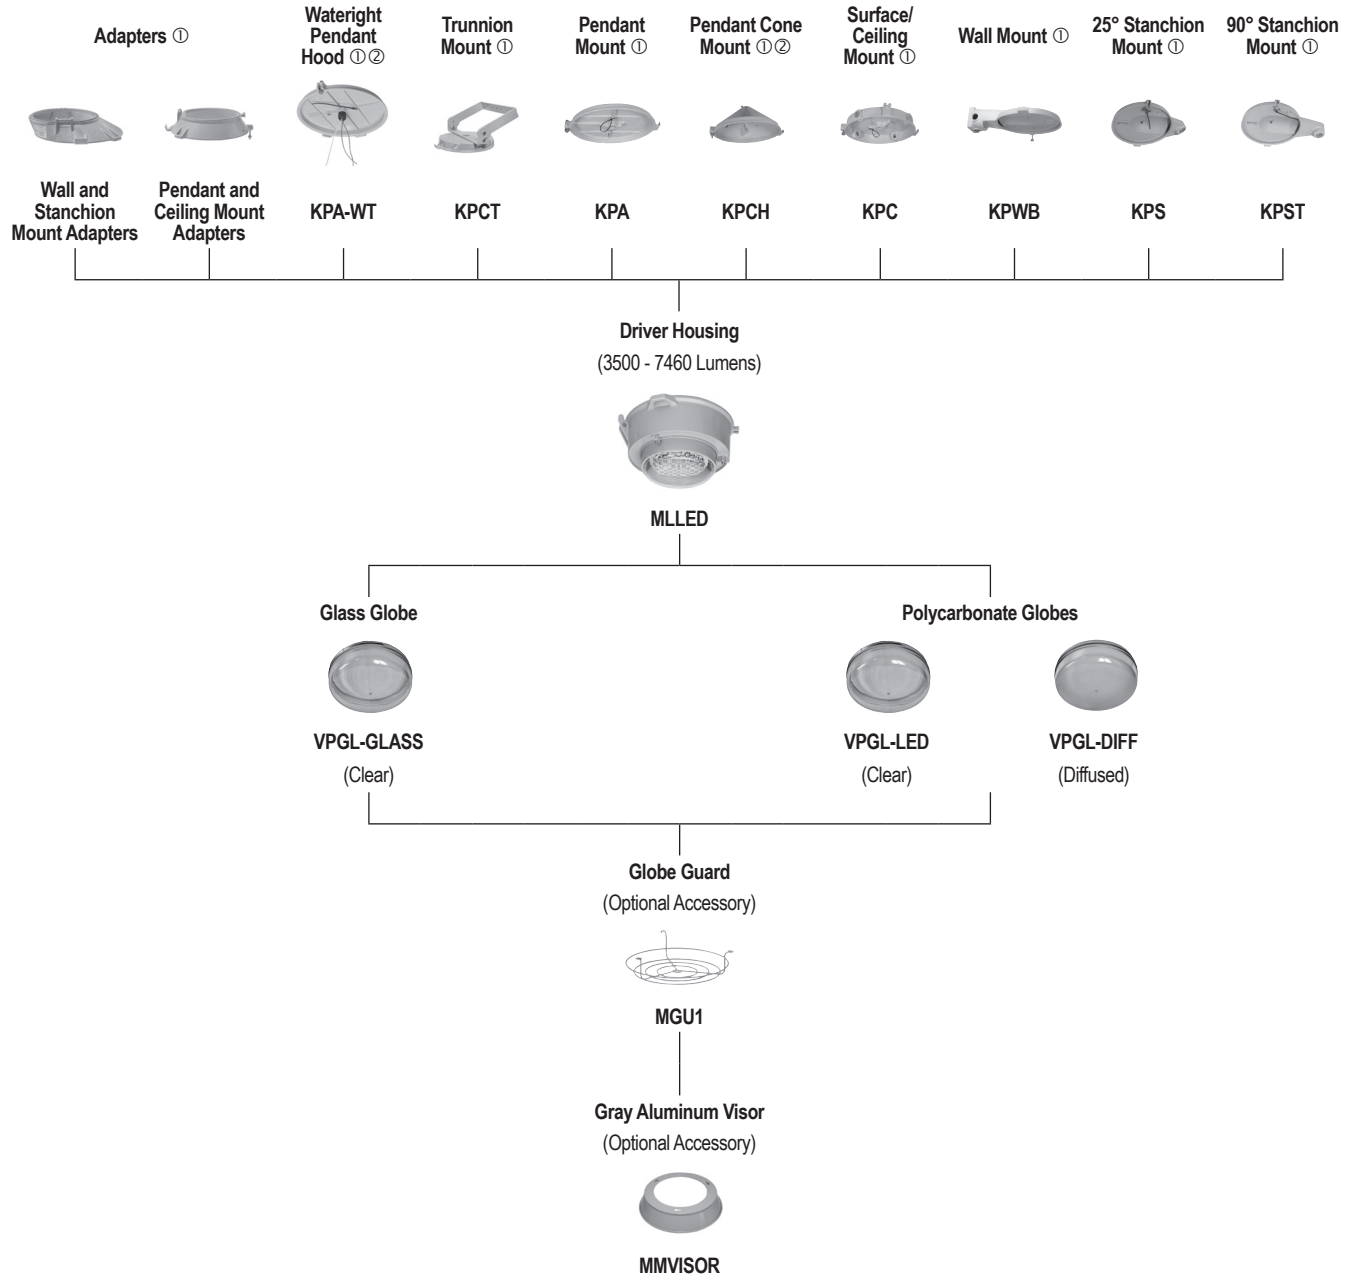 Adapters ①
Wateright
Pendant
Hood ①②
Trunnion
Mount ①
Pendant
Mount ①
Pendant Cone
Mount ①②
Surface/
Ceiling
Mount ①
Wall Mount ①
25° Stanchion
Mount ①
90° Stanchion
Mount ①
Wall and
Stanchion
Mount Adapters
Pendant and
Ceiling Mount
Adapters
KPA-WT
KPCT
KPA
KPCH
KPC
KPWB
KPS
KPST
Driver Housing
(3500 - 7460 Lumens)
MLLED
Glass Globe
Polycarbonate Globes
VPGL-GLASS
(Clear)
VPGL-LED
(Clear)
VPGL-DIFF
(Diffused)
Globe Guard
(Optional Accessory)
MGU1
Gray Aluminum Visor
(Optional Accessory)
MMVISOR